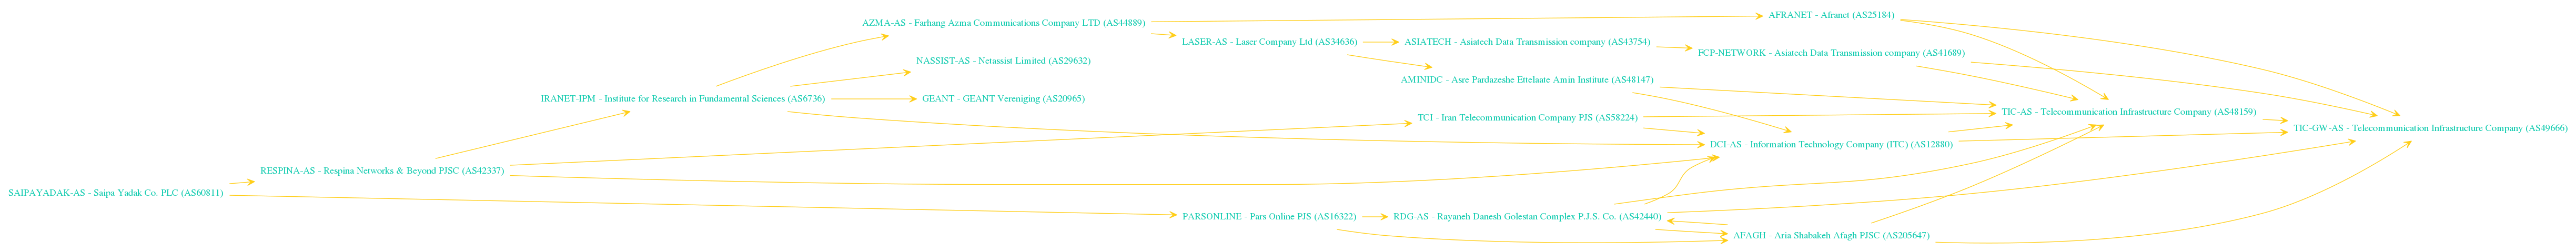 AFRANET - Afranet (AS25184)
AZMA-AS - Farhang Azma Communications Company LTD (AS44889)
LASER-AS - Laser Company Ltd (AS34636)
ASIATECH - Asiatech Data Transmission company (AS43754)
FCP-NETWORK - Asiatech Data Transmission company (AS41689)
NASSIST-AS - Netassist Limited (AS29632)
AMINIDC - Asre Pardazeshe Ettelaate Amin Institute (AS48147)
IRANET-IPM - Institute for Research in Fundamental Sciences (AS6736)
GEANT - GEANT Vereniging (AS20965)
TIC-AS - Telecommunication Infrastructure Company (AS48159)
TCI - Iran Telecommunication Company PJS (AS58224)
TIC-GW-AS - Telecommunication Infrastructure Company (AS49666)
DCI-AS - Information Technology Company (ITC) (AS12880)
RESPINA-AS - Respina Networks & Beyond PJSC (AS42337)
SAIPAYADAK-AS - Saipa Yadak Co. PLC (AS60811)
PARSONLINE - Pars Online PJS (AS16322)
RDG-AS - Rayaneh Danesh Golestan Complex P.J.S. Co. (AS42440)
AFAGH - Aria Shabakeh Afagh PJSC (AS205647)